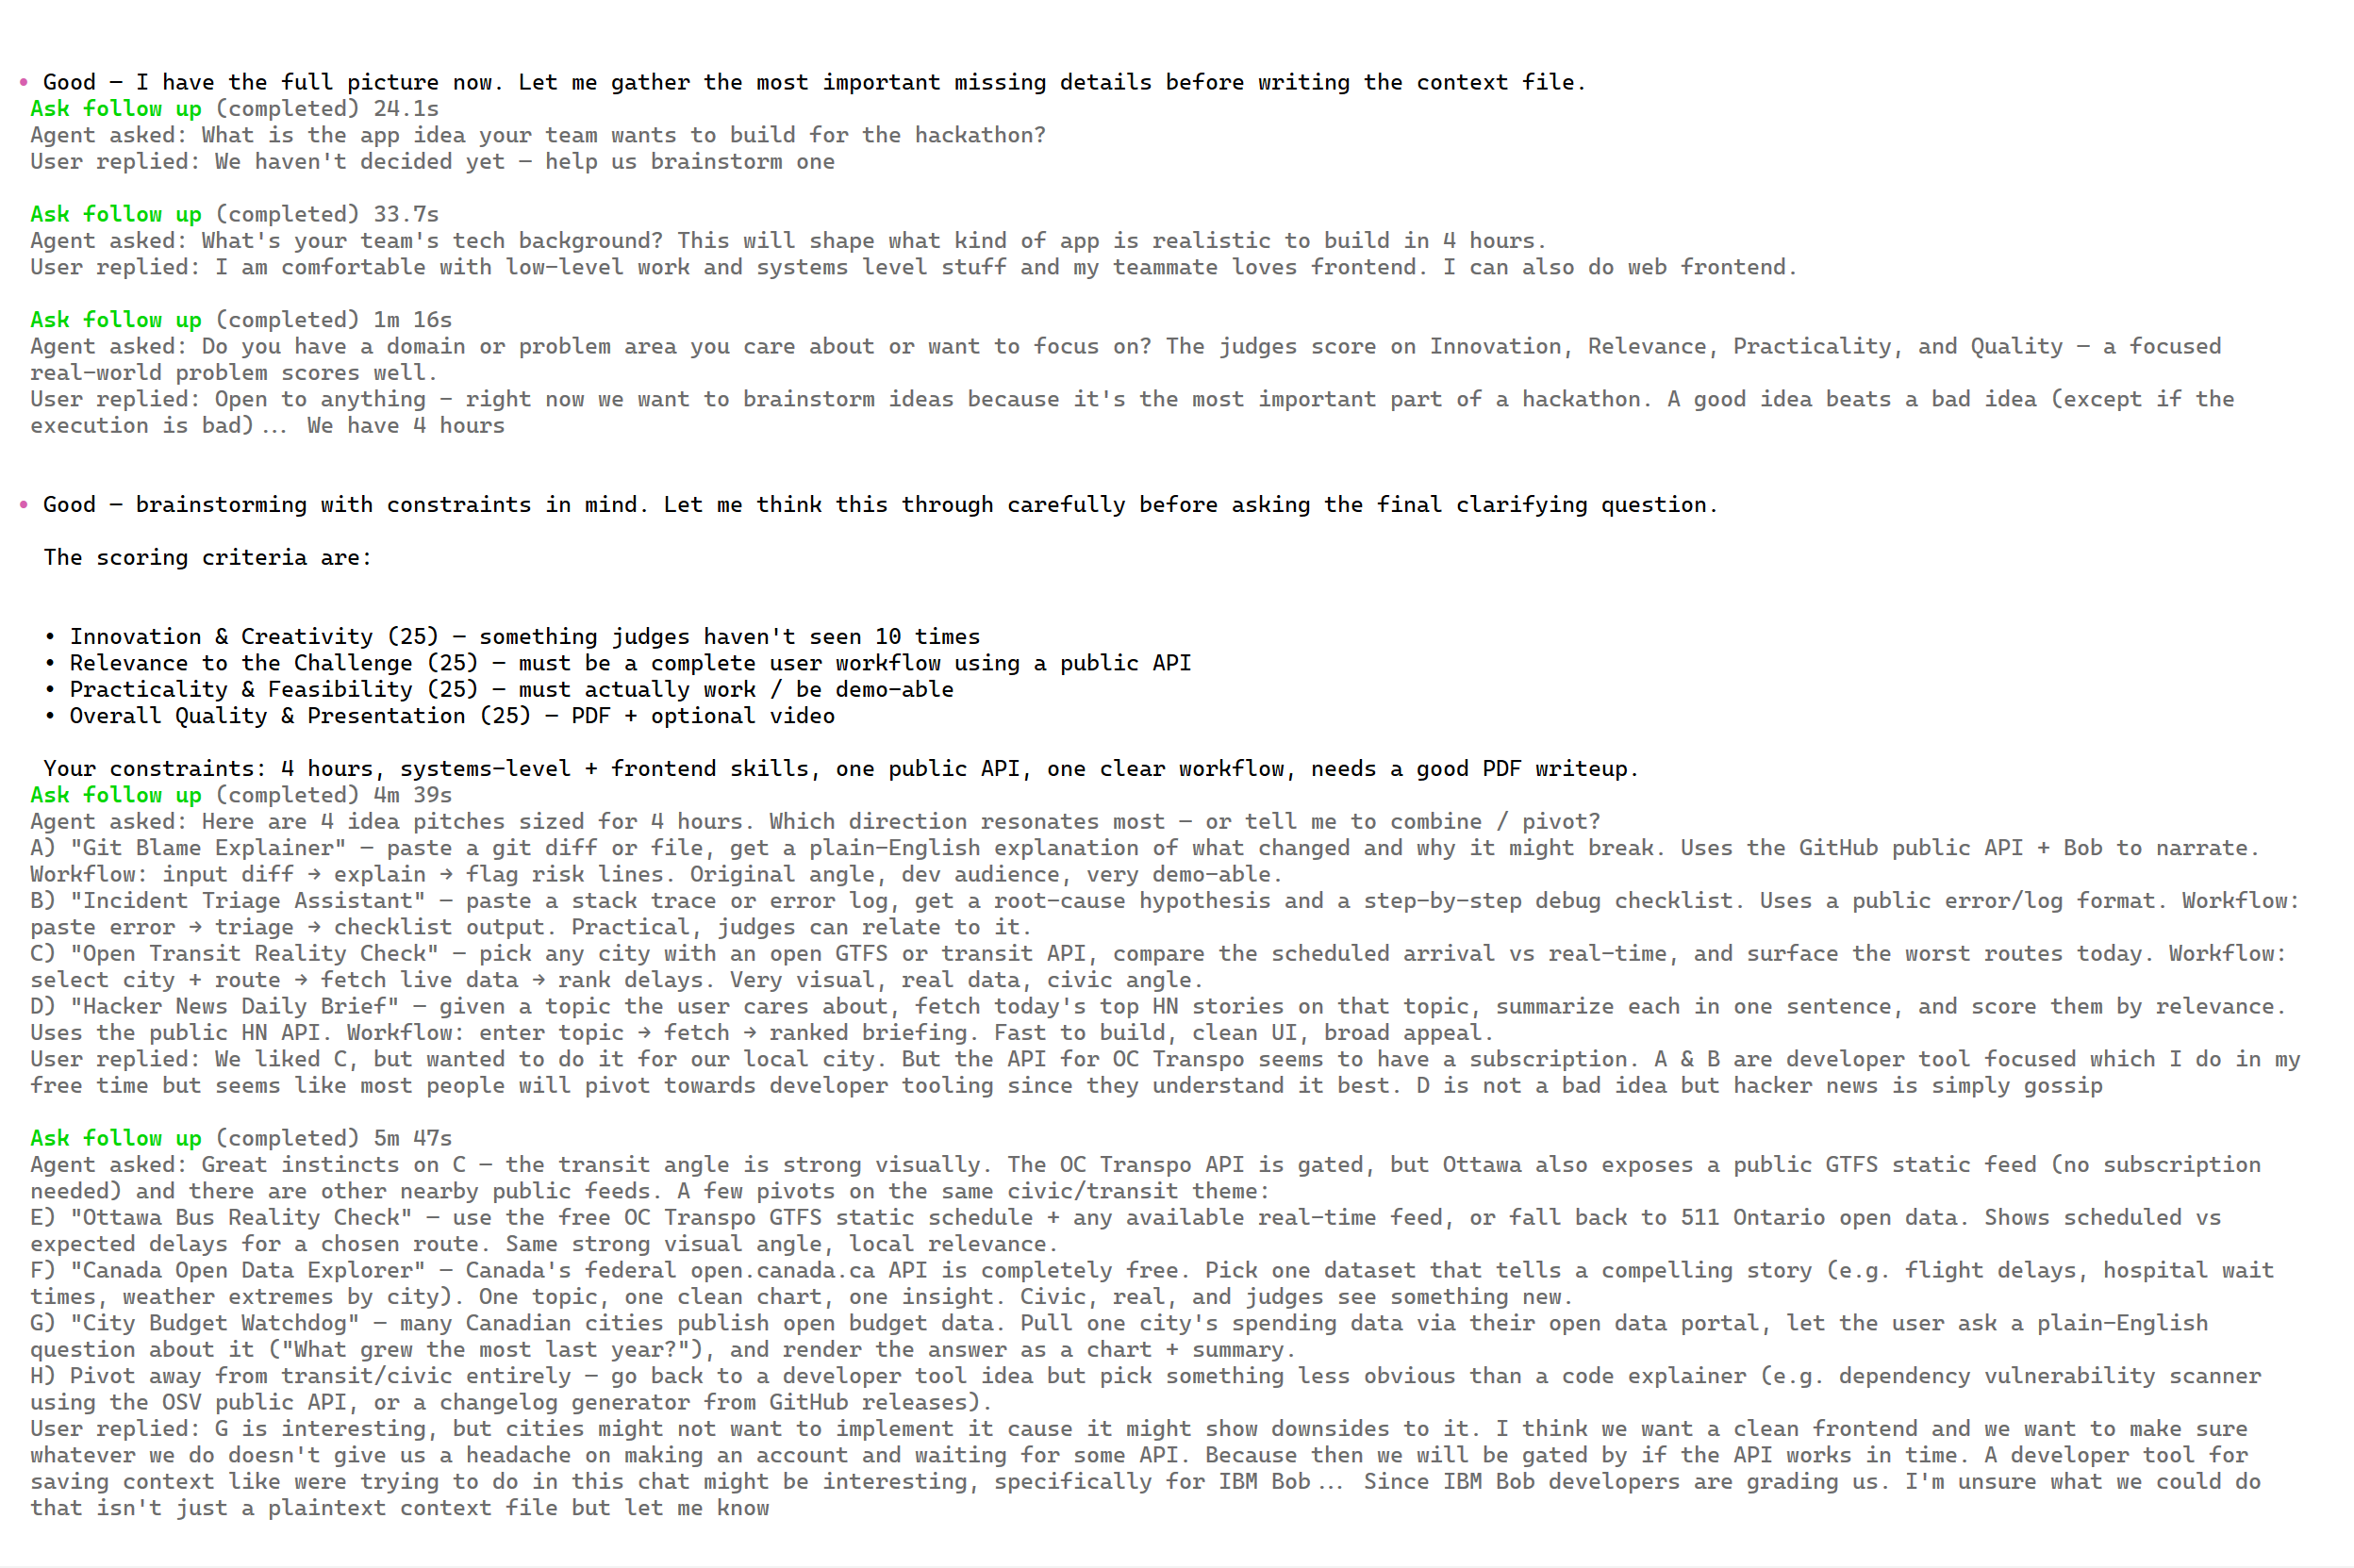 • Good — I have the full picture now. Let me gather the most important missing details before writing the context file.
Ask follow up (completed) 24.1s
Agent asked: What is the app idea your team wants to build for the hackathon?
User replied: We haven't decided yet — help us brainstorm one
Ask follow up (completed) 33.7s
Agent asked: What's your team's tech background? This will shape what kind of app is realistic to build in 4 hours.
User replied: I am comfortable with low-level work and systems level stuff and my teammate loves frontend. I can also do web frontend.
Ask follow up (completed) 1m 16s
Agent asked: Do you have a domain or problem area you care about or want to focus on? The judges score on Innovation, Relevance, Practicality, and Quality — a focused
real-world problem scores well.
User replied: Open to anything - right now we want to brainstorm ideas because it's the most important part of a hackathon. A good idea beats a bad idea (except if the
execution is bad)... We have 4 hours
• Good — brainstorming with constraints in mind. Let me think this through carefully before asking the final clarifying question.
The scoring criteria are:
• Innovation & Creativity (25) — something judges haven't seen 10 times
• Relevance to the Challenge (25) — must be a complete user workflow using a public API
• Practicality & Feasibility (25) — must actually work / be demo-able
• Overall Quality & Presentation (25) — PDF + optional video
Your constraints: 4 hours, systems-level + frontend skills, one public API, one clear workflow, needs a good PDF writeup.
Ask follow up (completed) 4m 39s
Agent asked: Here are 4 idea pitches sized for 4 hours. Which direction resonates most — or tell me to combine / pivot?
A) "Git Blame Explainer" — paste a git diff or file, get a plain-English explanation of what changed and why it might break. Uses the GitHub public API + Bob to narrate.
Workflow: input diff → explain → flag risk lines. Original angle, dev audience, very demo-able.
B) "Incident Triage Assistant" — paste a stack trace or error log, get a root-cause hypothesis and a step-by-step debug checklist. Uses a public error/log format. Workflow:
paste error → triage → checklist output. Practical, judges can relate to it.
C) "Open Transit Reality Check" — pick any city with an open GTFS or transit API, compare the scheduled arrival vs real-time, and surface the worst routes today. Workflow:
select city + route → fetch live data → rank delays. Very visual, real data, civic angle.
D) "Hacker News Daily Brief" — given a topic the user cares about, fetch today's top HN stories on that topic, summarize each in one sentence, and score them by relevance.
Uses the public HN API. Workflow: enter topic → fetch → ranked briefing. Fast to build, clean UI, broad appeal.
User replied: We liked C, but wanted to do it for our local city. But the API for OC Transpo seems to have a subscription. A & B are developer tool focused which I do in my
free time but seems like most people will pivot towards developer tooling since they understand it best. D is not a bad idea but hacker news is simply gossip
Ask follow up (completed) 5m 47s
Agent asked: Great instincts on C — the transit angle is strong visually. The OC Transpo API is gated, but Ottawa also exposes a public GTFS static feed (no subscription
needed) and there are other nearby public feeds. A few pivots on the same civic/transit theme:
E) "Ottawa Bus Reality Check" — use the free OC Transpo GTFS static schedule + any available real-time feed, or fall back to 511 Ontario open data. Shows scheduled vs
expected delays for a chosen route. Same strong visual angle, local relevance.
F) "Canada Open Data Explorer" — Canada's federal open.canada.ca API is completely free. Pick one dataset that tells a compelling story (e.g. flight delays, hospital wait
times, weather extremes by city). One topic, one clean chart, one insight. Civic, real, and judges see something new.
G) "City Budget Watchdog" — many Canadian cities publish open budget data. Pull one city's spending data via their open data portal, let the user ask a plain-English
question about it ("What grew the most last year?"), and render the answer as a chart + summary.
H) Pivot away from transit/civic entirely — go back to a developer tool idea but pick something less obvious than a code explainer (e.g. dependency vulnerability scanner
using the OSV public API, or a changelog generator from GitHub releases).
User replied: G is interesting, but cities might not want to implement it cause it might show downsides to it. I think we want a clean frontend and we want to make sure
whatever we do doesn't give us a headache on making an account and waiting for some API. Because then we will be gated by if the API works in time. A developer tool for
saving context like were trying to do in this chat might be interesting, specifically for IBM Bob... Since IBM Bob developers are grading us. I'm unsure what we could do
that isn't just a plaintext context file but let me know